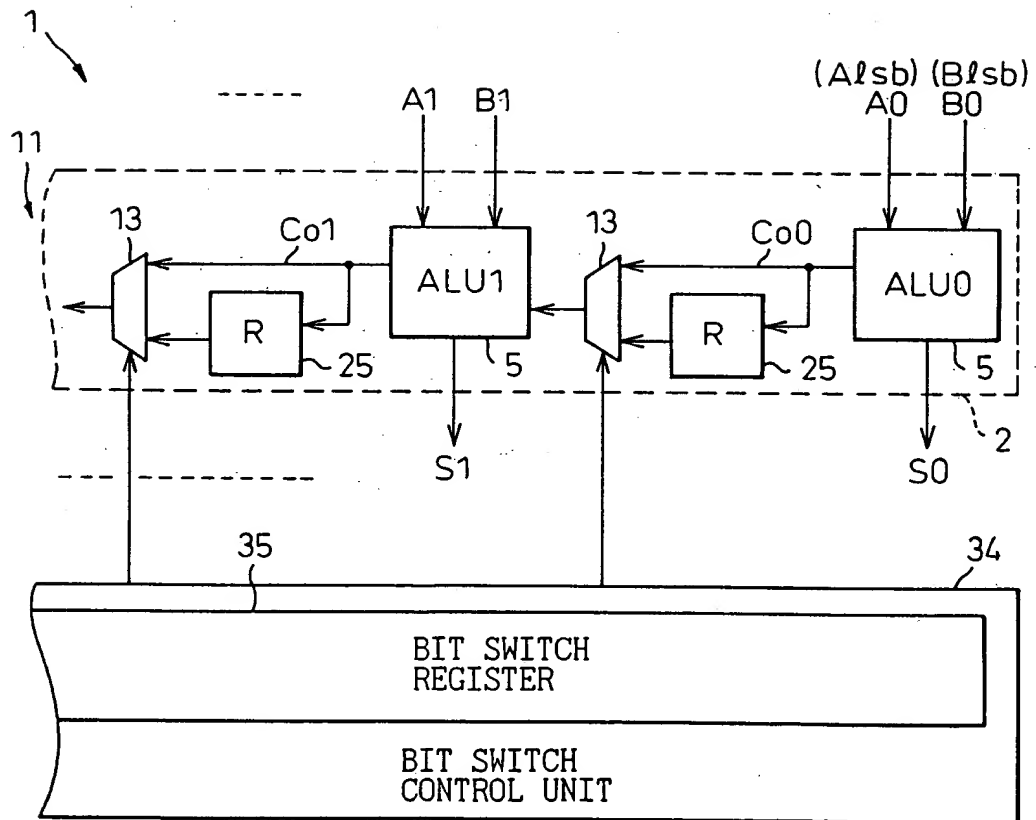 1
(Alsb) (Blsb)
A1 B1 A0 B0
11
13 Co1 13 Co0
ALU1 ALU0
R R
25 5 25 5
2
S1 S0
35 34
BIT SWITCH
REGISTER
BIT SWITCH
CONTROL UNIT